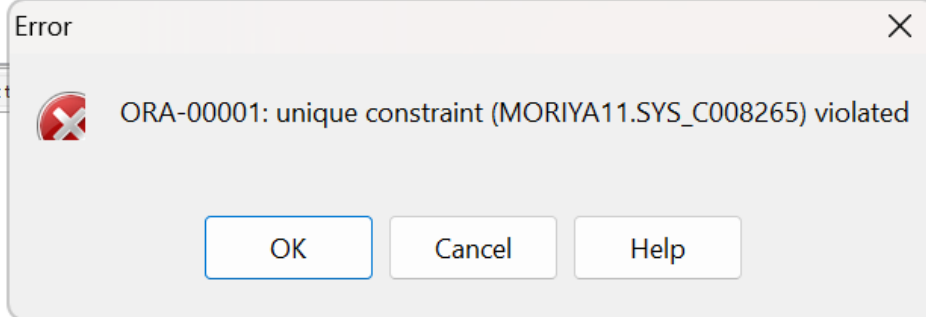 Error
ORA-00001: unique constraint (MORIYA11.SYS_C008265) violated
OK
Cancel
Help